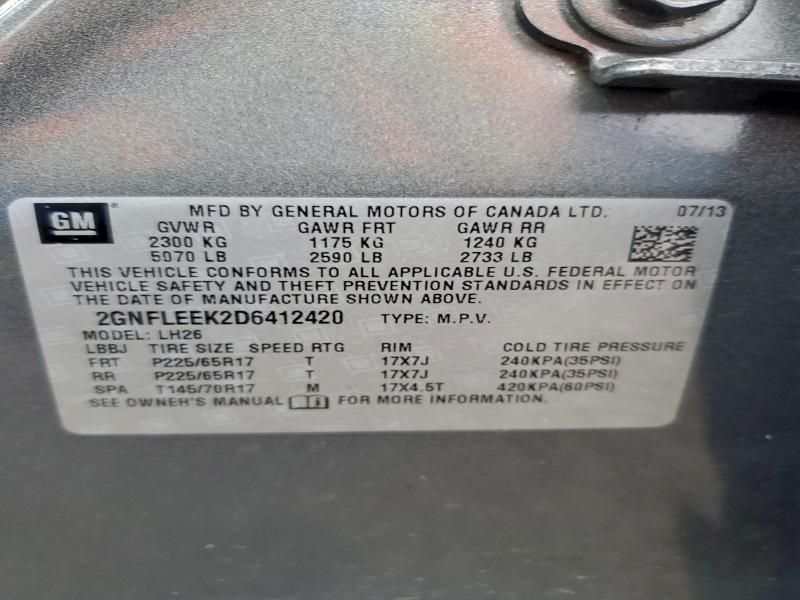 GM® MFD BY GENERAL MOTORS OF CANADA LTD. 07/13
GVWR GAWR FRT GAWR RR
2300 KG 1175 KG 1240 KG
5070 LB 2590 LB 2733 LB
THIS VEHICLE CONFORMS TO ALL APPLICABLE U.S. FEDERAL MOTOR
VEHICLE SAFETY AND THEFT PREVENTION STANDARDS IN EFFECT ON
THE DATE OF MANUFACTURE SHOWN ABOVE.
2GNFLEEK2D6412420 TYPE: M.P.V.
MODEL: LH26
LBBJ TIRE SIZE SPEED RTG RIM COLD TIRE PRESSURE
FRT P225/65R17 T 17X7J 240KPA(35PSI)
RR P225/65R17 T 17X7J 240KPA(35PSI)
SPA T145/70R17 M 17X4.5T 420KPA(60PSI)
SEE OWNER'S MANUAL FOR MORE INFORMATION.